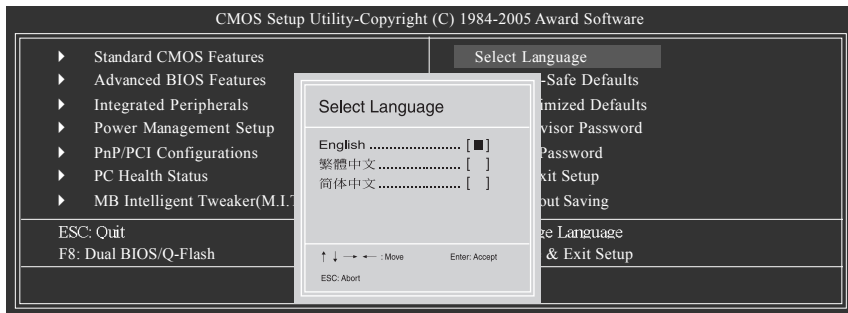 CMOS Setup Utility-Copyright (C) 1984-2005 Award Software
Standard CMOS Features
Advanced BIOS Features
Integrated Peripherals
Power Management Setup
PnP/PCI Configurations
PC Health Status
MB Intelligent Tweaker(M.I.T
Select Language
-Safe Defaults
imized Defaults
visor Password
Password
xit Setup
out Saving
ESC: Quit
F8: Dual BIOS/Q-Flash
ge Language
& Exit Setup
Select Language
English ...................... [■]
繁體中文 ..................... [ ]
简体中文 ..................... [ ]
↑ ↓ → ← : Move Enter: Accept
ESC: Abort